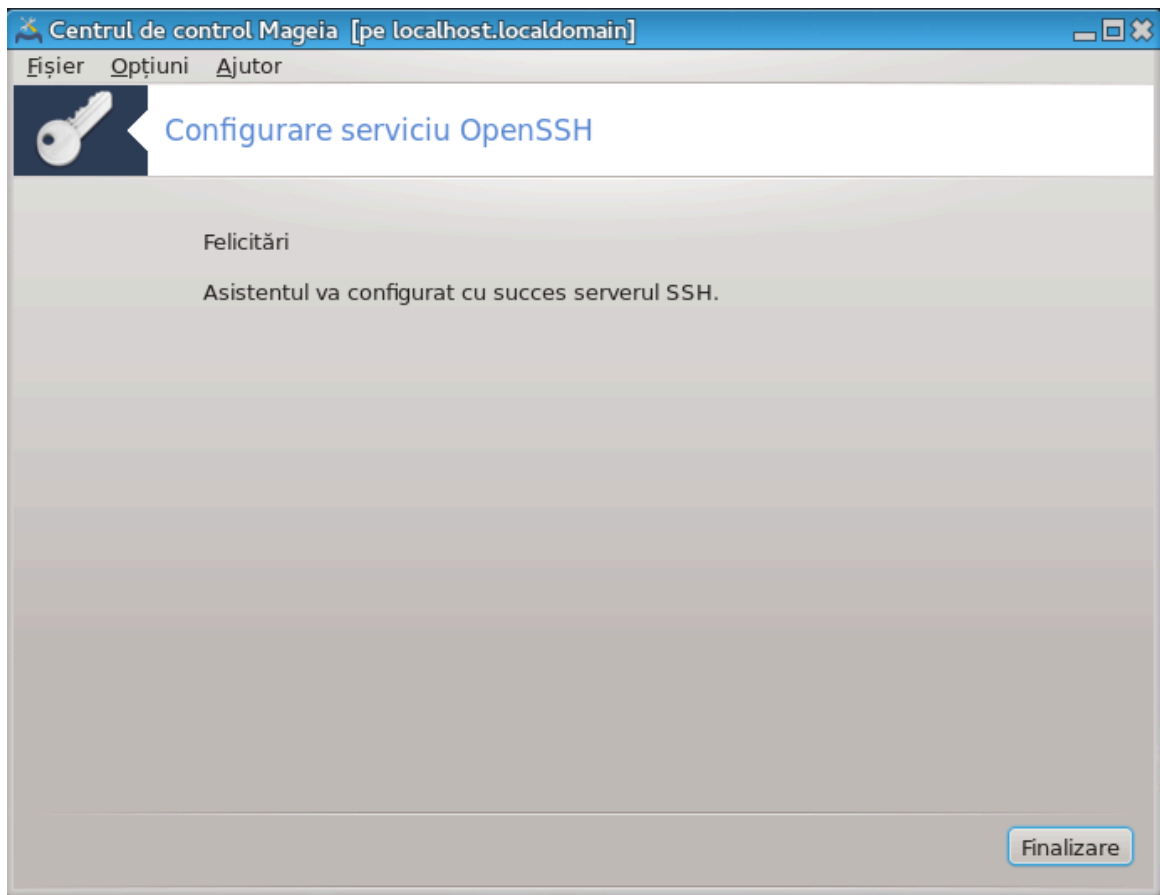 Centrul de control Mageia [pe localhost.localdomain]
Fișier Opțiuni Ajutor
Configurare serviciu OpenSSH
Felicitări
Asistentul va configurat cu succes serverul SSH.
Finalizare